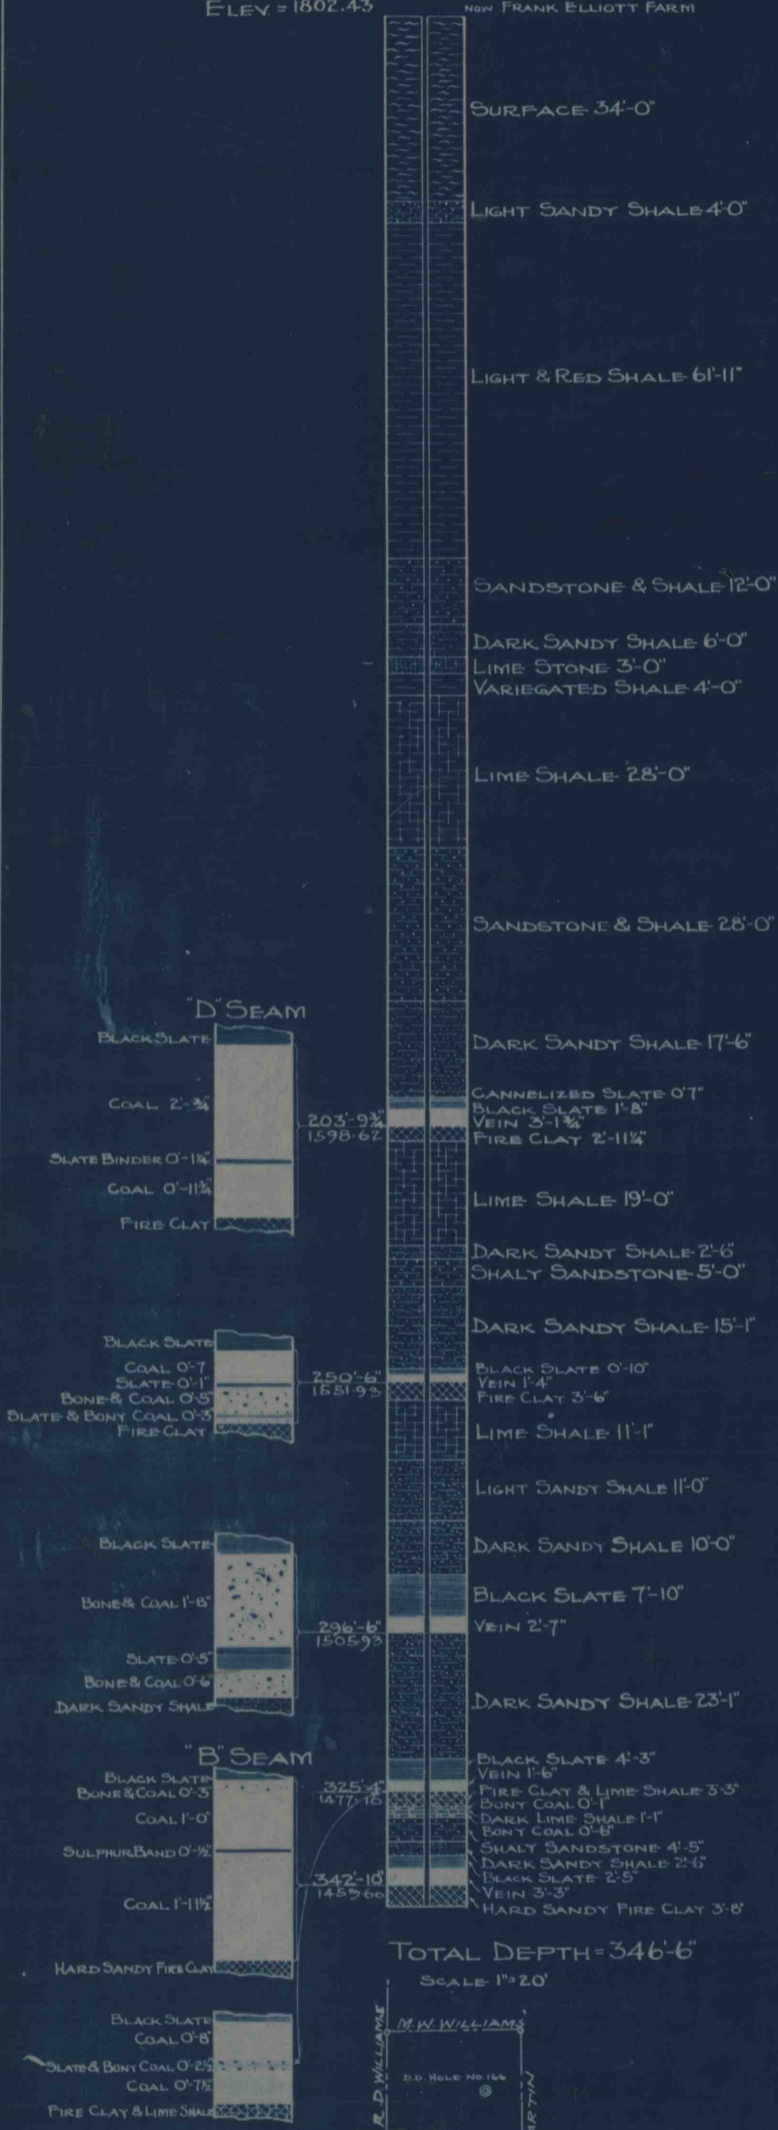 ELEV = 1802.43
NOW FRANK ELLIOTT FARM
SURFACE 34'-0"
LIGHT SANDY SHALE 4'-0"
LIGHT & RED SHALE 61'-11"
SANDSTONE & SHALE 12'-0"
DARK SANDY SHALE 6'-0"
LIME STONE 3'-0"
VARIEGATED SHALE 4'-0"
LIME SHALE 28'-0"
SANDSTONE & SHALE 28'-0"
DARK SANDY SHALE 17'-6"
CANNELIZED SLATE 0'7"
BLACK SLATE 1'-8"
VEIN 3'-1¾"
FIRE CLAY 2'-11¼"
LIME SHALE 19'-0"
DARK SANDY SHALE 2'-6"
SHALY SANDSTONE 5'-0"
DARK SANDY SHALE 15'-1"
BLACK SLATE 0'-10"
VEIN 1'-4"
FIRE CLAY 3'-6"
LIME SHALE 11'-1"
LIGHT SANDY SHALE 11'-0"
DARK SANDY SHALE 10'-0"
BLACK SLATE 7'-10"
VEIN 2'-7"
DARK SANDY SHALE 23'-1"
BLACK SLATE 4'-3"
VEIN 1'-6"
FIRE CLAY & LIME SHALE 3'-3"
BONY COAL 0'-1"
DARK LIME SHALE 1'-1"
BONY COAL 0'-6"
SHALY SANDSTONE 4'-5"
DARK SANDY SHALE 2'-6"
BLACK SLATE 2'-5"
VEIN 3'-3"
HARD SANDY FIRE CLAY 3'-8"
"D" SEAM
BLACK SLATE
COAL 2'-¾"
SLATE BINDER 0'-1¼"
COAL 0'-11¾"
FIRE CLAY
203'-9¾"
1598.62
BLACK SLATE
COAL 0'-7
SLATE 0'-1"
BONE & COAL 0'-5"
SLATE & BONY COAL 0'-3
FIRE CLAY
250'-6"
1551.93
BLACK SLATE
BONE & COAL 1'-8"
SLATE 0'-5"
BONE & COAL 0'-6"
DARK SANDY SHALE
296'-6"
1505.93
"B" SEAM
BLACK SLATE
BONE & COAL 0'-3"
COAL 1'-0"
SULPHUR BAND 0'-½"
COAL 1'-11½"
HARD SANDY FIRE CLAY
325'-4"
1477.10
342'-10"
1459.60
BLACK SLATE
COAL 0'-8"
SLATE & BONY COAL 0'-2½
COAL 0'-7½
FIRE CLAY & LIME SHALE
TOTAL DEPTH = 346'-6"
SCALE 1"=20'
M.W. WILLIAMS
R.D. WILLIAMS
D.D. HOLE NO. 166
ARTIN